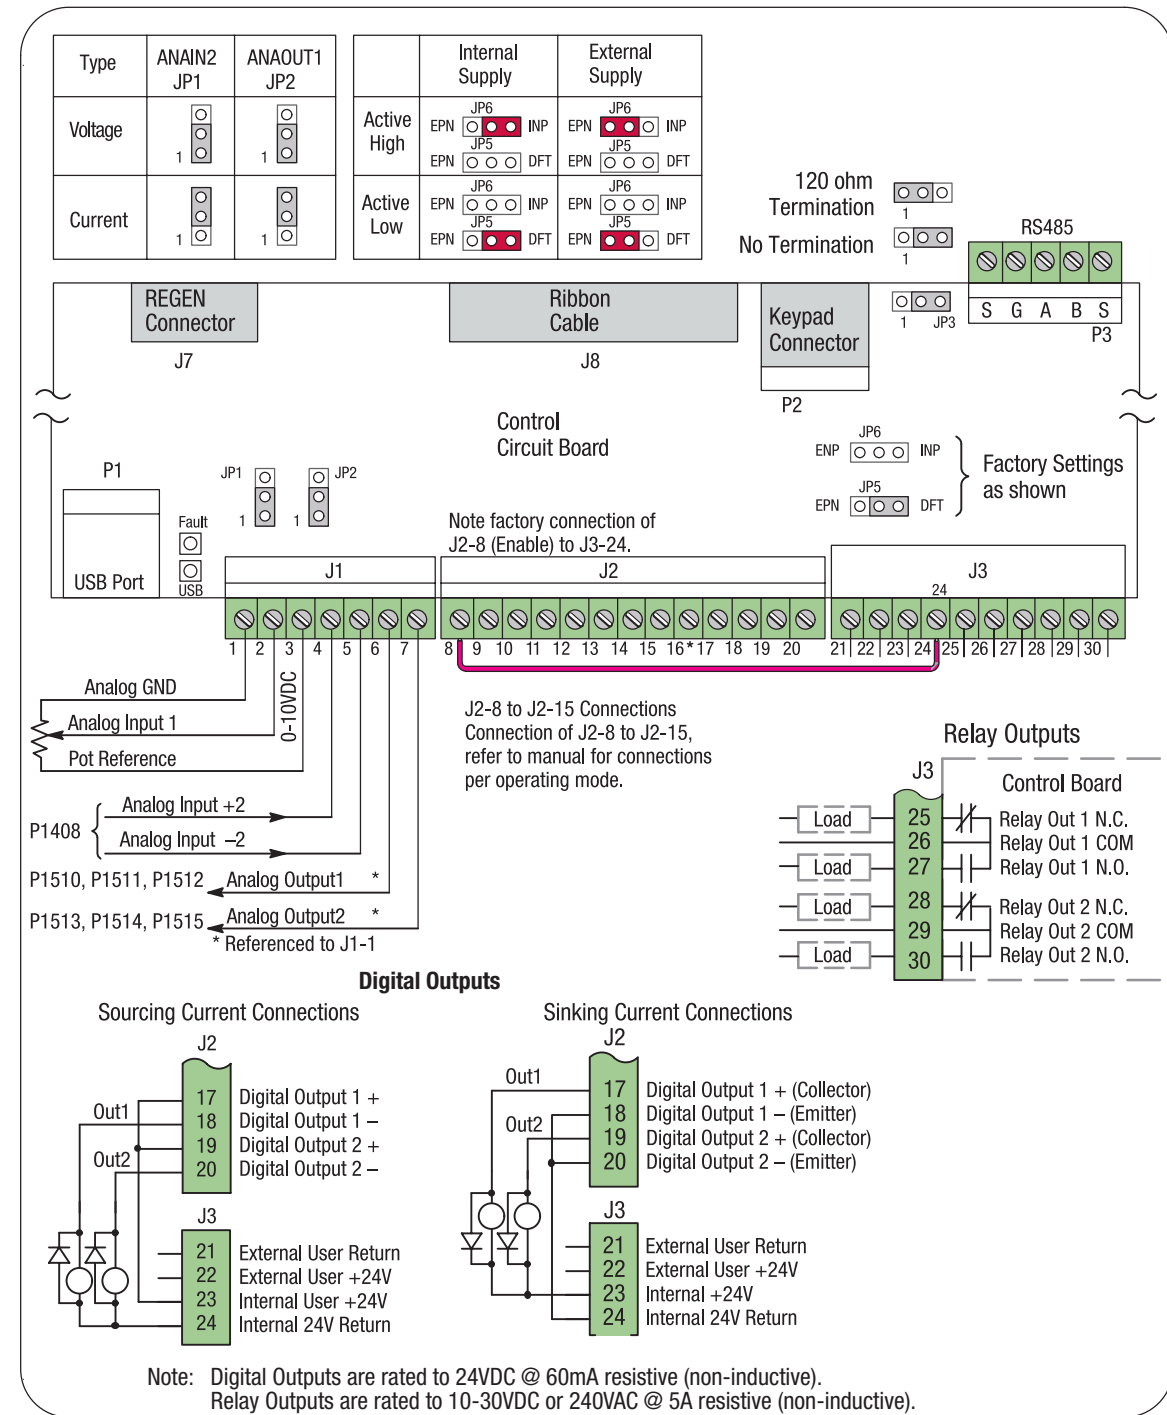 Type ANAIN2 JP1 ANAOUT1 JP2
Voltage 1 1
Current 1 1
Internal Supply External Supply
Active High
JP6 JP6
EPN INP EPN INP
JP5 JP5
EPN DFT EPN DFT
Active Low
JP6 JP6
EPN INP EPN INP
JP5 JP5
EPN DFT EPN DFT
120 ohm
Termination
1
No Termination
1
RS485
S G A B S
P3
1 JP3
REGEN
Connector
J7
Ribbon
Cable
J8
Keypad
Connector
P2
Control
Circuit Board
JP6
ENP INP
JP5
EPN DFT
Factory Settings
as shown
P1
USB Port
Fault
USB
JP1 1
JP2 1
Note factory connection of
J2-8 (Enable) to J3-24.
J1 J2 J3
24
1 2 3 4 5 6 7
8 9 10 11 12 13 14 15 16 * 17 18 19 20
21 22 23 24 25 26 27 28 29 30
Analog GND
Analog Input 1
Pot Reference
0-10VDC
P1408
Analog Input +2
Analog Input –2
P1510, P1511, P1512 Analog Output1 *
P1513, P1514, P1515 Analog Output2 *
* Referenced to J1-1
J2-8 to J2-15 Connections
Connection of J2-8 to J2-15,
refer to manual for connections
per operating mode.
Relay Outputs
J3
Control Board
Load 25 Relay Out 1 N.C.
26 Relay Out 1 COM
Load 27 Relay Out 1 N.O.
Load 28 Relay Out 2 N.C.
29 Relay Out 2 COM
Load 30 Relay Out 2 N.O.
Digital Outputs
Sourcing Current Connections
J2
17 Digital Output 1 +
Out1 18 Digital Output 1 –
19 Digital Output 2 +
Out2 20 Digital Output 2 –
J3
21 External User Return
22 External User +24V
23 Internal User +24V
24 Internal 24V Return
Sinking Current Connections
J2
Out1 17 Digital Output 1 + (Collector)
18 Digital Output 1 – (Emitter)
Out2 19 Digital Output 2 + (Collector)
20 Digital Output 2 – (Emitter)
J3
21 External User Return
22 External User +24V
23 Internal +24V
24 Internal 24V Return
Note: Digital Outputs are rated to 24VDC @ 60mA resistive (non-inductive).
Relay Outputs are rated to 10-30VDC or 240VAC @ 5A resistive (non-inductive).